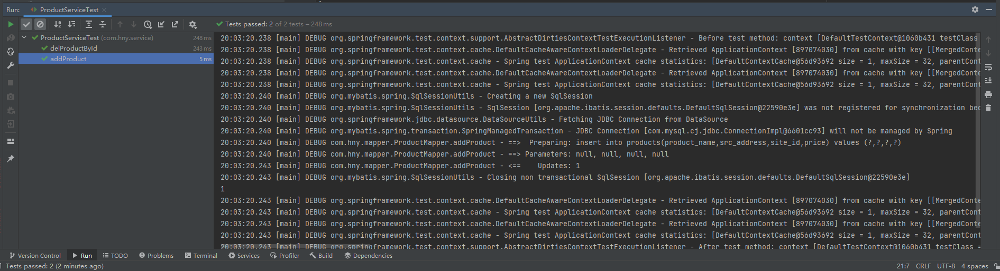 Run: ProductServiceTest
Tests passed: 2 of 2 tests – 248 ms
ProductServiceTest (com.hny.service) 248 ms
delProductById 243 ms
addProduct 5 ms
20:03:20.238 [main] DEBUG org.springframework.test.context.support.AbstractDirtiesContextTestExecutionListener - Before test method: context [DefaultTestContext@1060b431 testClass
20:03:20.238 [main] DEBUG org.springframework.test.context.cache.DefaultCacheAwareContextLoaderDelegate - Retrieved ApplicationContext [897074030] from cache with key [[MergedConte
20:03:20.238 [main] DEBUG org.springframework.test.context.cache - Spring test ApplicationContext cache statistics: [DefaultContextCache@56d93692 size = 1, maxSize = 32, parentCont
20:03:20.238 [main] DEBUG org.springframework.test.context.cache.DefaultCacheAwareContextLoaderDelegate - Retrieved ApplicationContext [897074030] from cache with key [[MergedConte
20:03:20.238 [main] DEBUG org.springframework.test.context.cache - Spring test ApplicationContext cache statistics: [DefaultContextCache@56d93692 size = 1, maxSize = 32, parentCont
20:03:20.240 [main] DEBUG org.mybatis.spring.SqlSessionUtils - Creating a new SqlSession
20:03:20.240 [main] DEBUG org.mybatis.spring.SqlSessionUtils - SqlSession [org.apache.ibatis.session.defaults.DefaultSqlSession@22590e3e] was not registered for synchronization bec
20:03:20.240 [main] DEBUG org.springframework.jdbc.datasource.DataSourceUtils - Fetching JDBC Connection from DataSource
20:03:20.240 [main] DEBUG org.mybatis.spring.transaction.SpringManagedTransaction - JDBC Connection [com.mysql.cj.jdbc.ConnectionImpl@6601cc93] will not be managed by Spring
20:03:20.240 [main] DEBUG com.hny.mapper.ProductMapper.addProduct - ==>  Preparing: insert into products(product_name,src_address,site_id,price) values (?,?,?,?)
20:03:20.240 [main] DEBUG com.hny.mapper.ProductMapper.addProduct - ==> Parameters: null, null, null, null
20:03:20.243 [main] DEBUG com.hny.mapper.ProductMapper.addProduct - <==    Updates: 1
20:03:20.243 [main] DEBUG org.mybatis.spring.SqlSessionUtils - Closing non transactional SqlSession [org.apache.ibatis.session.defaults.DefaultSqlSession@22590e3e]
1
20:03:20.243 [main] DEBUG org.springframework.test.context.cache.DefaultCacheAwareContextLoaderDelegate - Retrieved ApplicationContext [897074030] from cache with key [[MergedConte
20:03:20.243 [main] DEBUG org.springframework.test.context.cache - Spring test ApplicationContext cache statistics: [DefaultContextCache@56d93692 size = 1, maxSize = 32, parentCont
20:03:20.243 [main] DEBUG org.springframework.test.context.cache.DefaultCacheAwareContextLoaderDelegate - Retrieved ApplicationContext [897074030] from cache with key [[MergedConte
20:03:20.243 [main] DEBUG org.springframework.test.context.cache - Spring test ApplicationContext cache statistics: [DefaultContextCache@56d93692 size = 1, maxSize = 32, parentCont
20:03:20.243 [main] DEBUG org.springframework.test.context.support.AbstractDirtiesContextTestExecutionListener - After test method: context [DefaultTestContext@1060b431 testClass =
Version Control Run TODO Problems Terminal Services Profiler Build Dependencies
Tests passed: 2 (2 minutes ago) 21:7 CRLF UTF-8 4 spaces